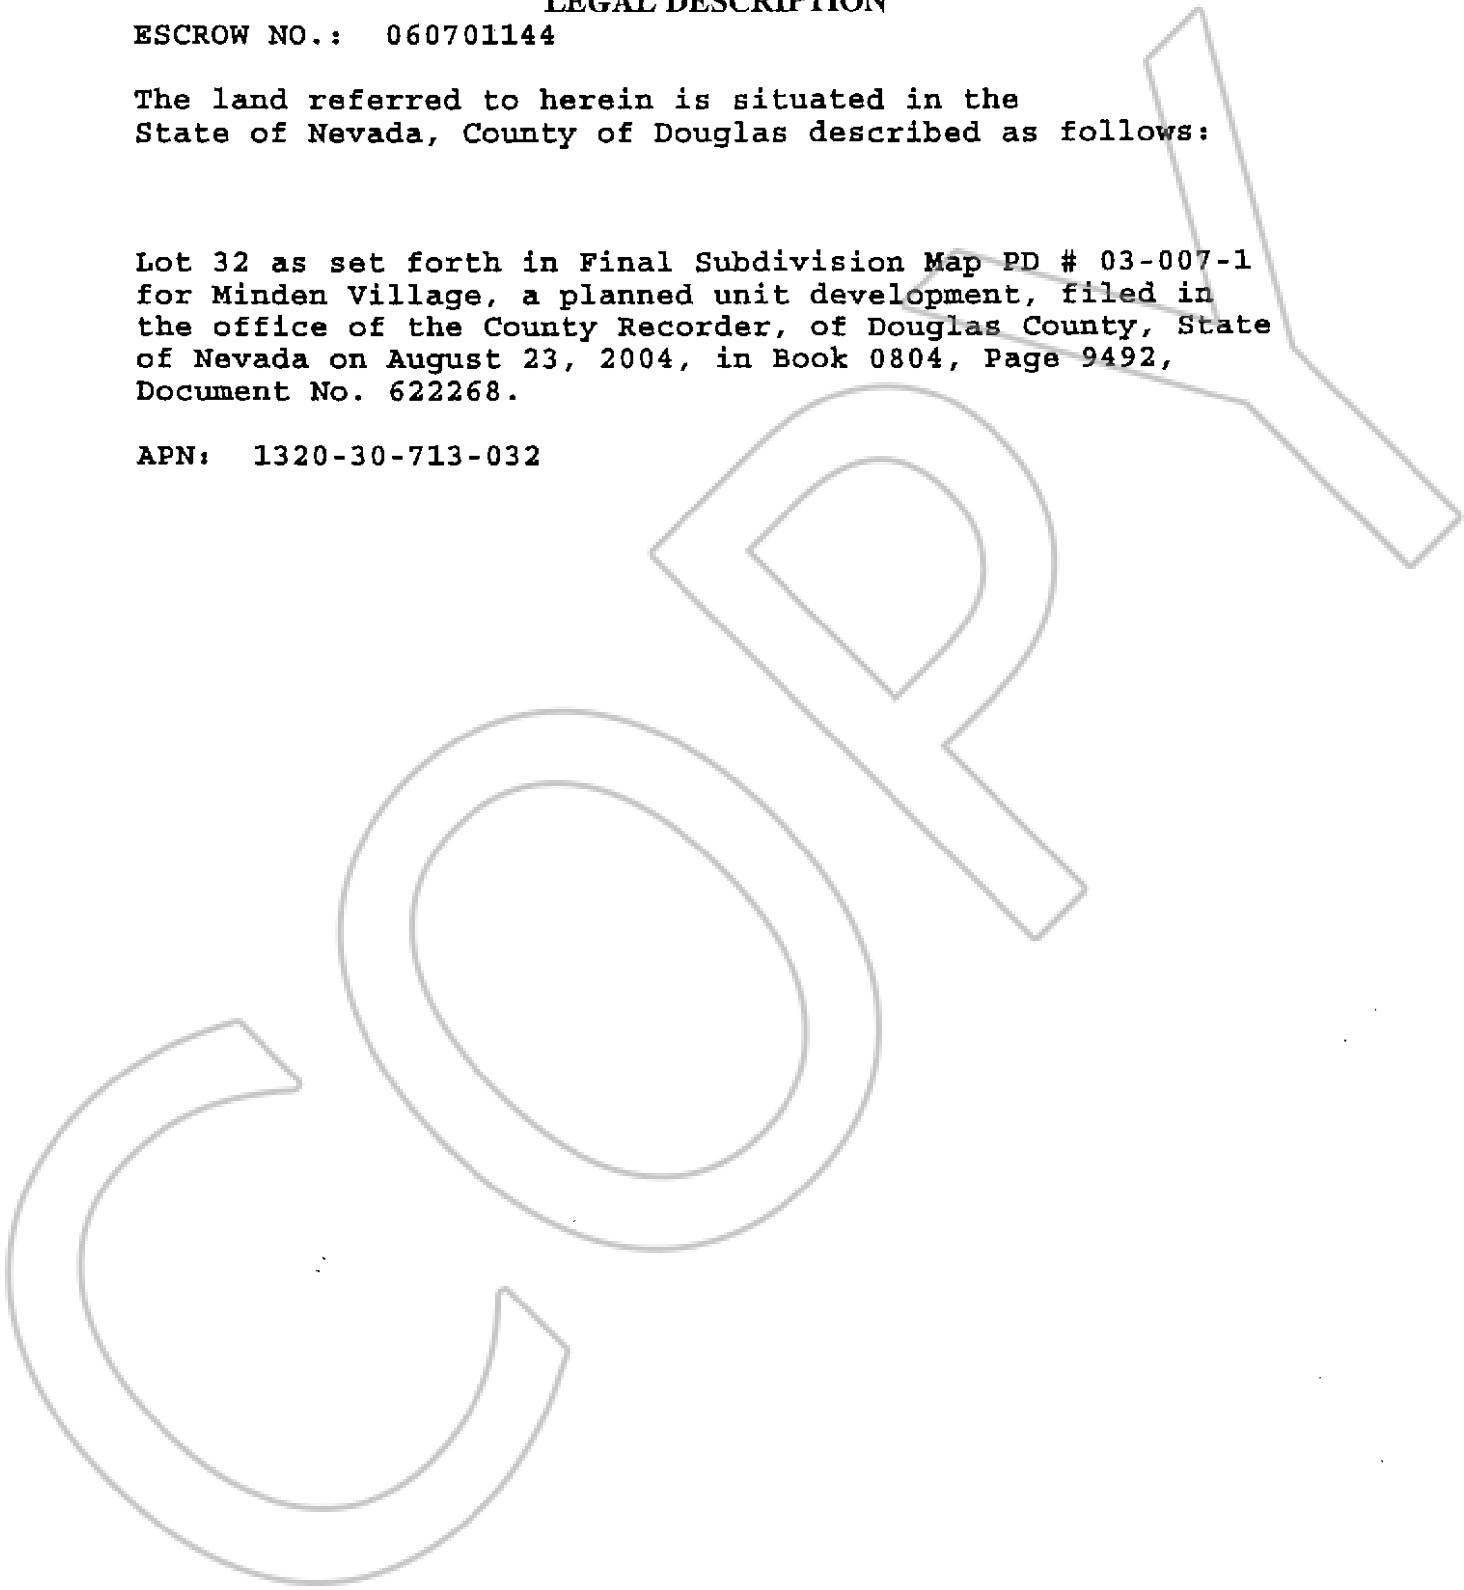 LEGAL DESCRIPTION
ESCROW NO.: 060701144
The land referred to herein is situated in the
State of Nevada, County of Douglas described as follows:
Lot 32 as set forth in Final Subdivision Map PD # 03-007-1
for Minden Village, a planned unit development, filed in
the office of the County Recorder, of Douglas County, State
of Nevada on August 23, 2004, in Book 0804, Page 9492,
Document No. 622268.
APN: 1320-30-713-032
COPY